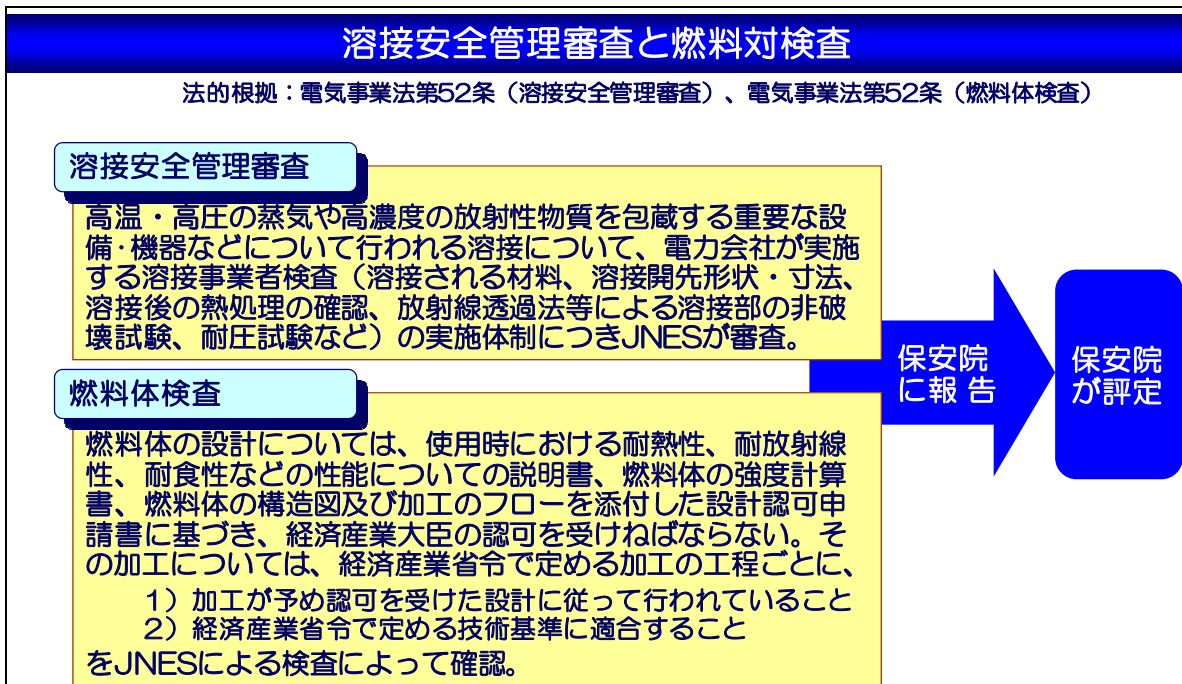 溶接安全管理審査と燃料対検査
法的根拠：電気事業法第52条（溶接安全管理審査）、電気事業法第52条（燃料体検査）
溶接安全管理審査
高温・高圧の蒸気や高濃度の放射性物質を包蔵する重要な設
備・機器などについて行われる溶接について、電力会社が実施
する溶接事業者検査（溶接される材料、溶接開先形状・寸法、
溶接後の熱処理の確認、放射線透過法等による溶接部の非破
壊試験、耐圧試験など）の実施体制につきJNESが審査。
燃料体検査
燃料体の設計については、使用時における耐熱性、耐放射線
性、耐食性などの性能についての説明書、燃料体の強度計算
書、燃料体の構造図及び加工のフローを添付した設計認可申
請書に基づき、経済産業大臣の認可を受けねばならない。そ
の加工については、経済産業省令で定める加工の工程ごとに、
1）加工が予め認可を受けた設計に従って行われていること
2）経済産業省令で定める技術基準に適合すること
をJNESによる検査によって確認。
保安院
に報 告
保安院
が評定